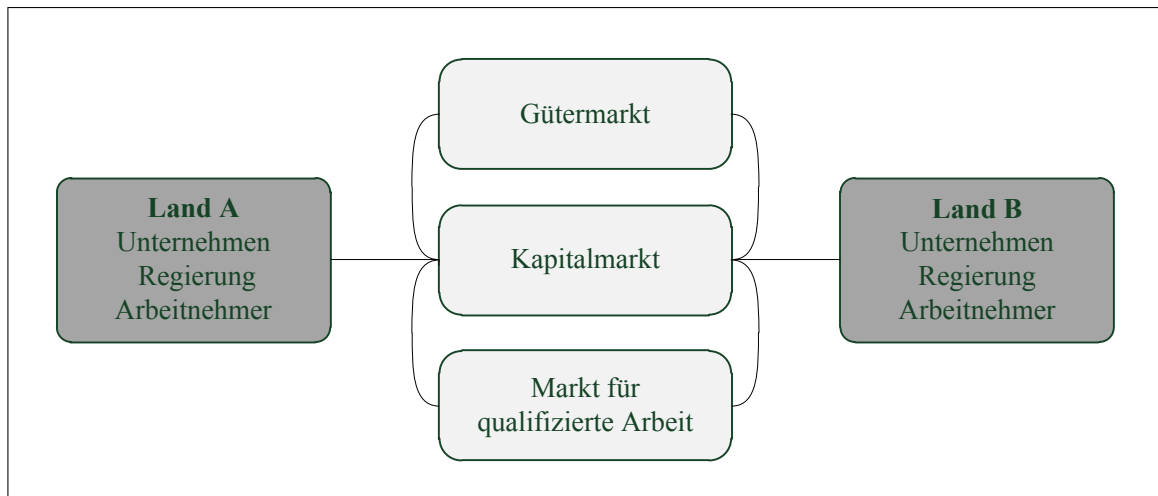 Gütermarkt
Land A
Unternehmen
Regierung
Arbeitnehmer
Kapitalmarkt
Land B
Unternehmen
Regierung
Arbeitnehmer
Markt für
qualifizierte Arbeit